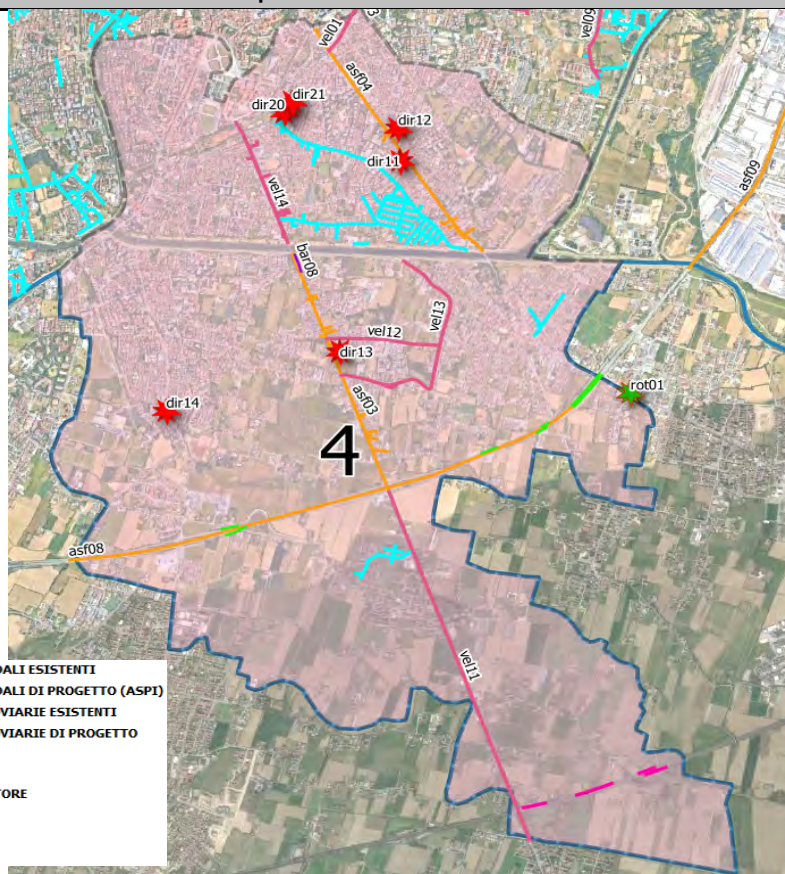 vel01
3
vel09
asf04
dir21
dir20
dir12
dir11
asf09
vel14
bar08
vel13
vel12
dir13
rot01
asf03
dir14
4
asf08
vel11
DALI ESISTENTI
DALI DI PROGETTO (ASPI)
VIARIE ESISTENTI
VIARIE DI PROGETTO
TORE